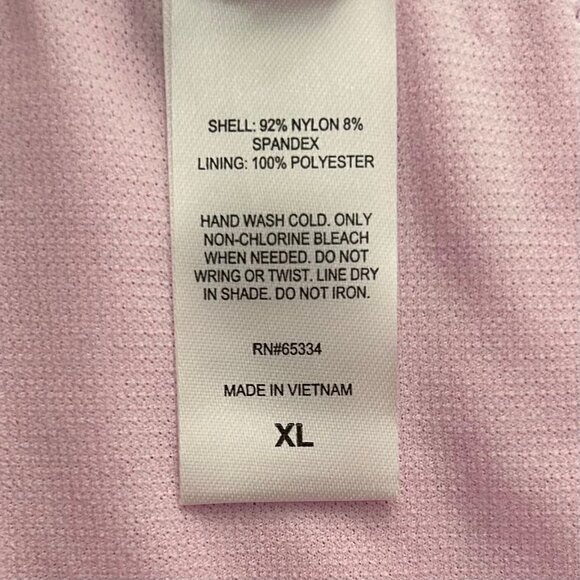 SHELL: 92% NYLON 8%
SPANDEX
LINING: 100% POLYESTER
HAND WASH COLD. ONLY
NON-CHLORINE BLEACH
WHEN NEEDED. DO NOT
WRING OR TWIST. LINE DRY
IN SHADE. DO NOT IRON.
RN#65334
MADE IN VIETNAM
XL